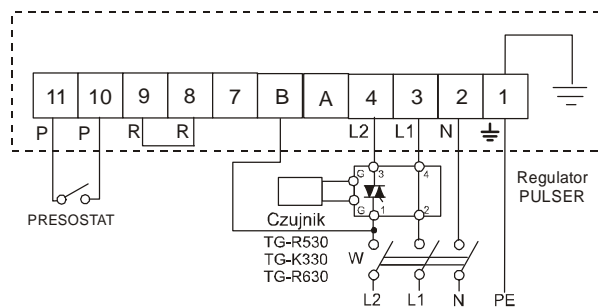 11 10 9 8 7 B A 4 3 2 1
P P R R L2 L1 N
G 3 4
G 1 2
Regulator
PULSER
PRESOSTAT
Czujnik
TG-R530
TG-K330
TG-R630
W
L2 L1 N PE